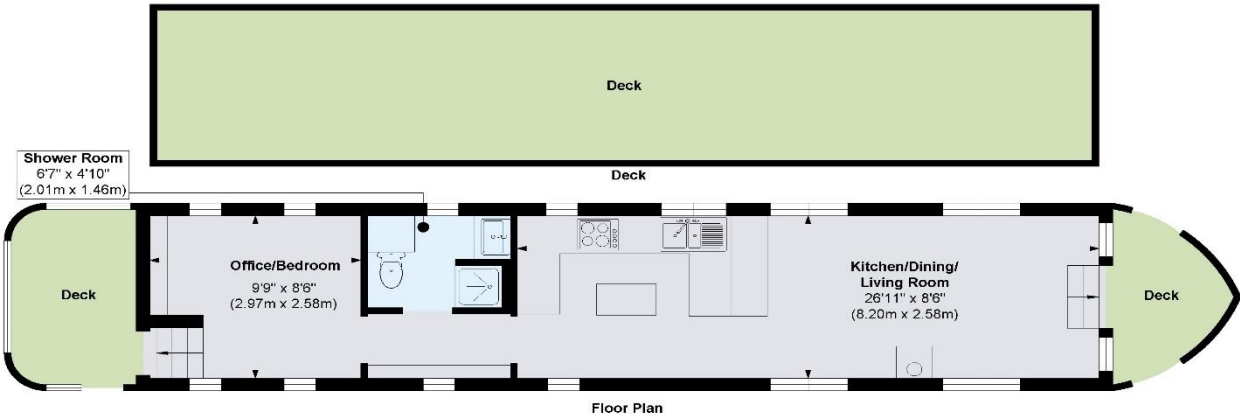 Deck
Deck
Shower Room
6'7" x 4'10"
(2.01m x 1.46m)
Deck
Office/Bedroom
9'9" x 8'6"
(2.97m x 2.58m)
Kitchen/Dining/
Living Room
26'11" x 8'6"
(8.20m x 2.58m)
Deck
Floor Plan